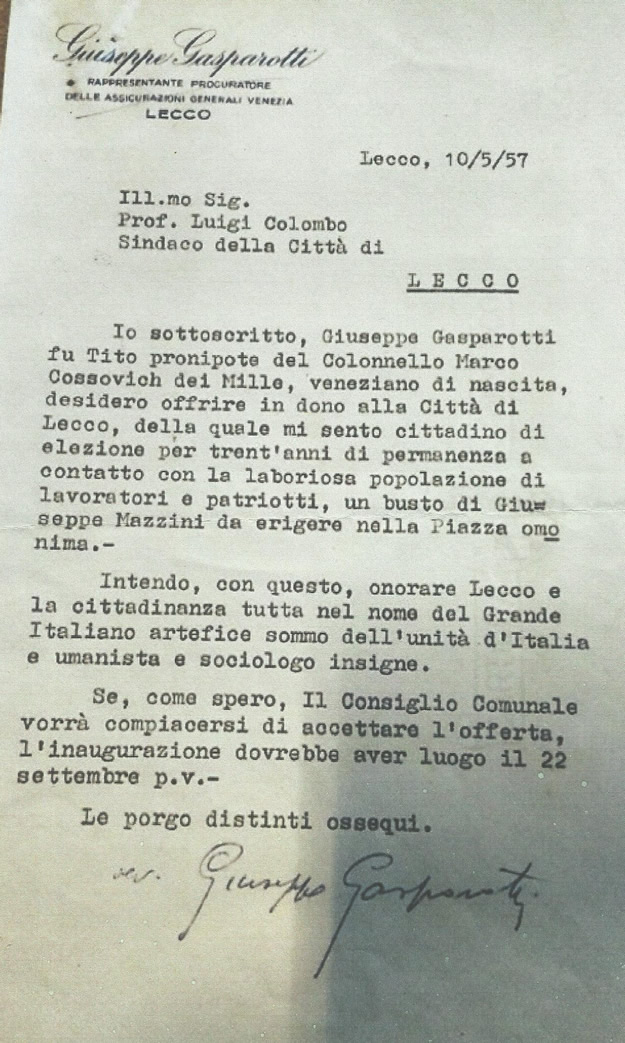 Giuseppe Gasparotti
RAPPRESENTANTE PROCURATORE
DELLE ASSICURAZIONI GENERALI VENEZIA
LECCO
Lecco, 10/5/57
Ill.mo Sig.
Prof. Luigi Colombo
Sindaco della Città di
L E C C O
Io sottoscritto, Giuseppe Gasparotti
fu Tito pronipote del Colonnello Marco
Cossovich dei Mille, veneziano di nascita,
desidero offrire in dono alla Città di
Lecco, della quale mi sento cittadino di
elezione per trent'anni di permanenza a
contatto con la laboriosa popolazione di
lavoratori e patriotti, un busto di Giu=
seppe Mazzini da erigere nella Piazza omo
nima.-
Intendo, con questo, onorare Lecco e
la cittadinanza tutta nel nome del Grande
Italiano artefice sommo dell'unità d'Italia
e umanista e sociologo insigne.
Se, come spero, Il Consiglio Comunale
vorrà compiacersi di accettare l'offerta,
l'inaugurazione dovrebbe aver luogo il 22
settembre p.v.-
Le porgo distinti ossequi.
Giuseppe Gasparotti